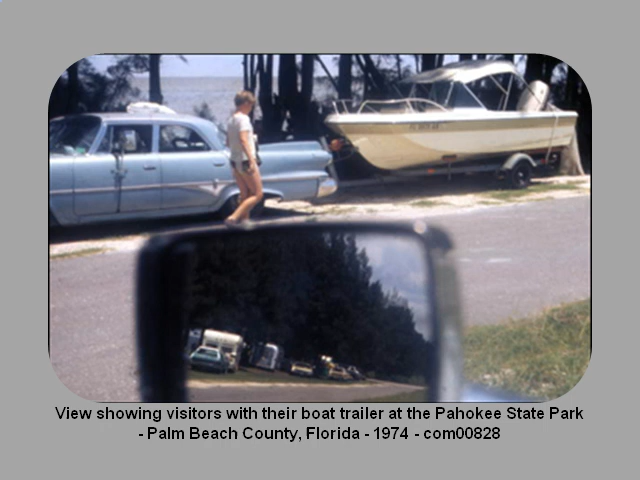 View showing visitors with their boat trailer at the Pahokee State Park
- Palm Beach County, Florida - 1974 - com00828